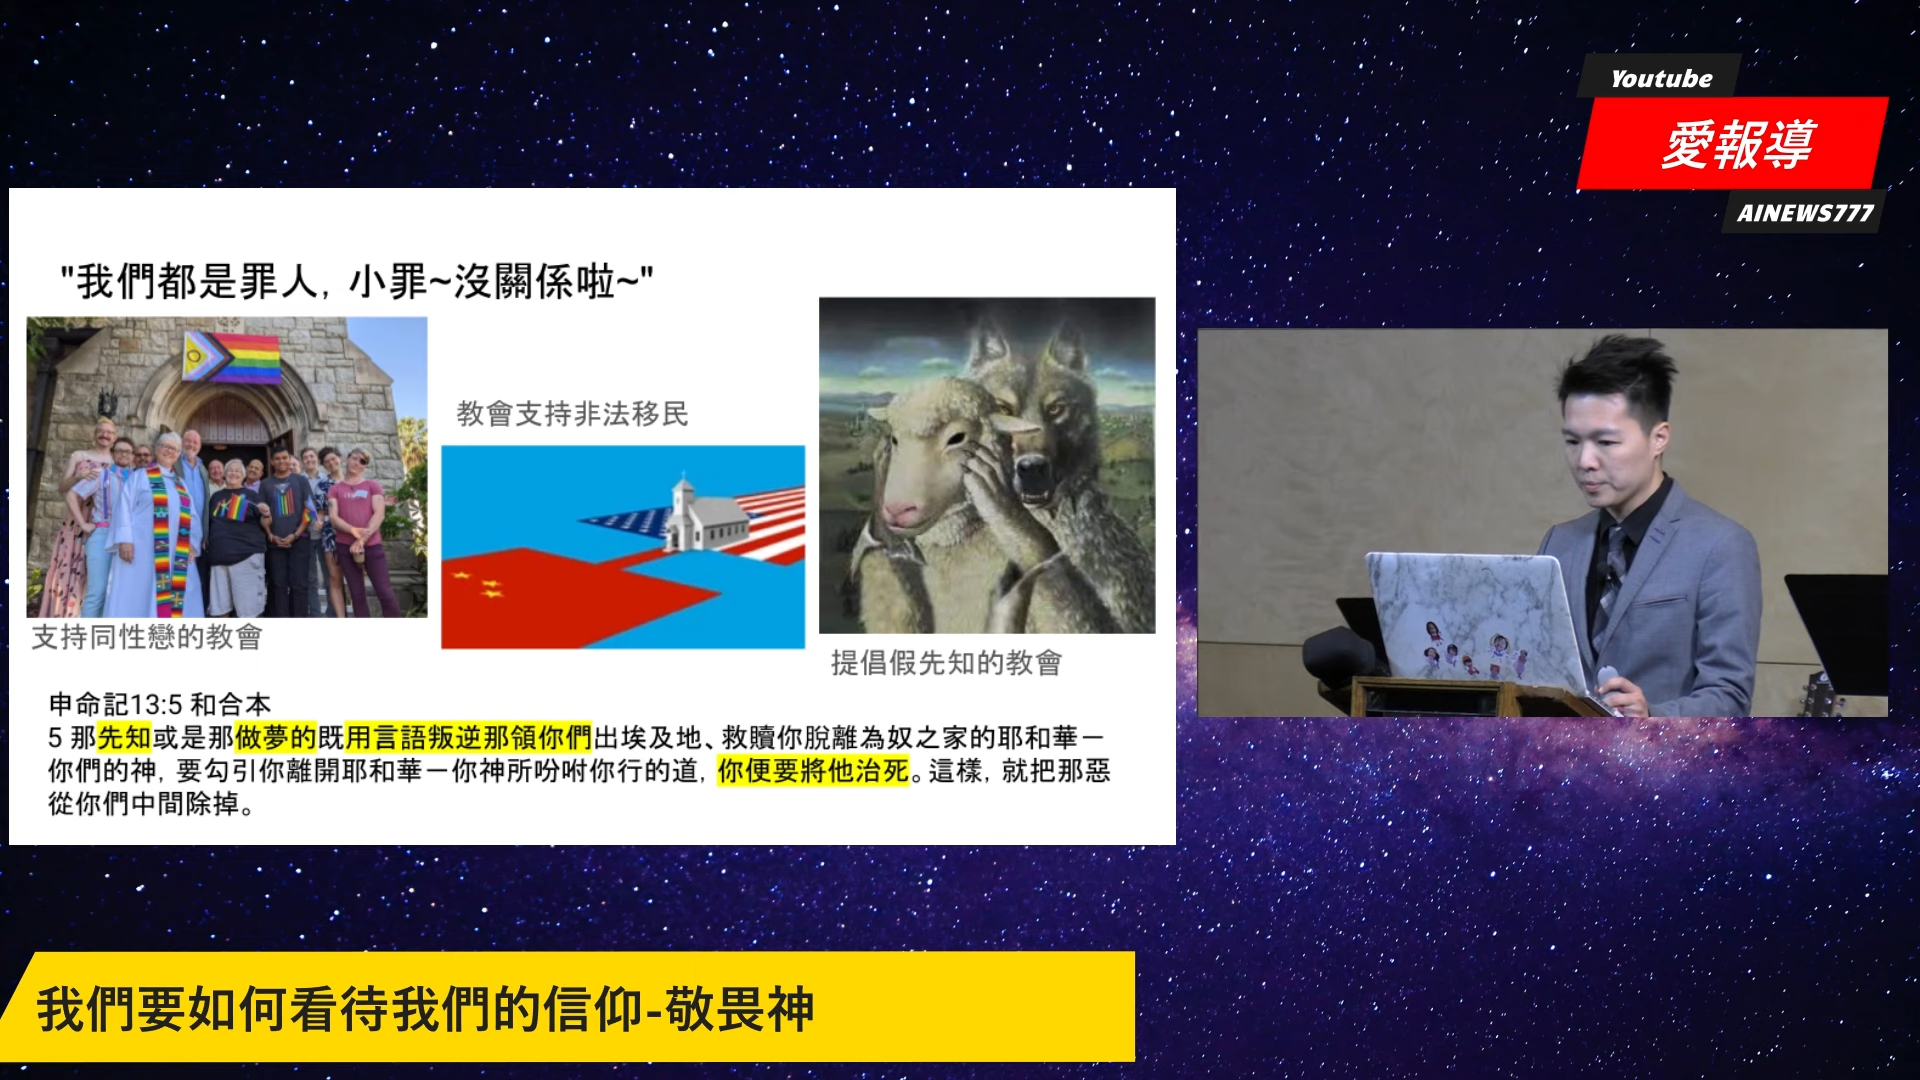 Youtube
愛報導
AINEWS777
"我們都是罪人，小罪~沒關係啦~"
教會支持非法移民
支持同性戀的教會
提倡假先知的教會
申命記13:5 和合本
5 那先知或是那做夢的既用言語叛逆那領你們出埃及地、救贖你脫離為奴之家的耶和華－
你們的神，要勾引你離開耶和華－你神所吩咐你行的道，你便要將他治死。這樣，就把那惡
從你們中間除掉。
我們要如何看待我們的信仰-敬畏神